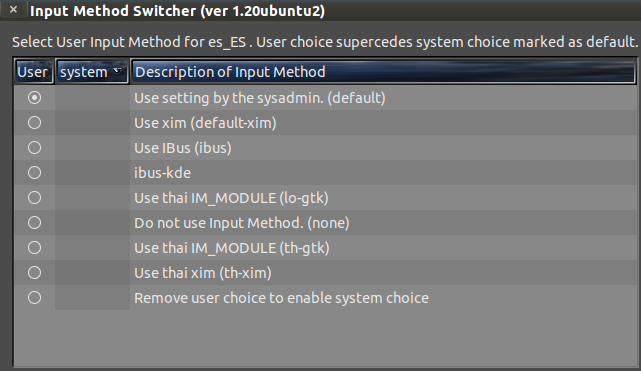 Input Method Switcher (ver 1.20ubuntu2)
Select User Input Method for es_ES . User choice supercedes system choice marked as default.
User system Description of Input Method
Use setting by the sysadmin. (default)
Use xim (default-xim)
Use IBus (ibus)
ibus-kde
Use thai IM_MODULE (lo-gtk)
Do not use Input Method. (none)
Use thai IM_MODULE (th-gtk)
Use thai xim (th-xim)
Remove user choice to enable system choice